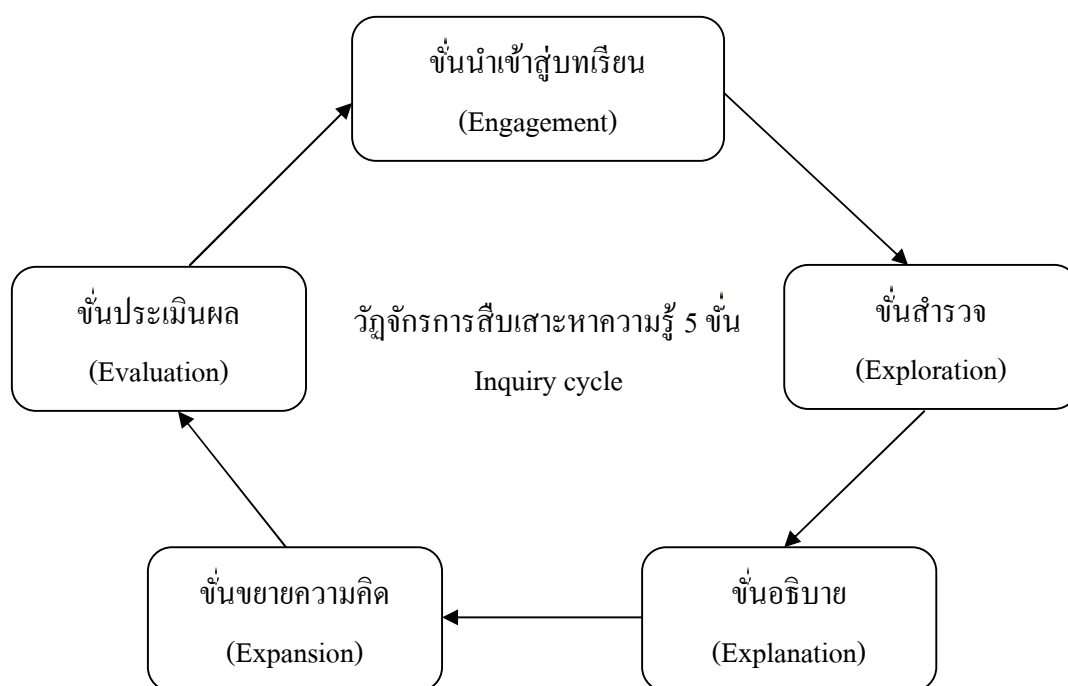 ขั้นนำเข้าสู่บทเรียน
(Engagement)
ขั้นสำรวจ
(Exploration)
ขั้นอธิบาย
(Explanation)
ขั้นขยายความคิด
(Expansion)
ขั้นประเมินผล
(Evaluation)
วัฏจักรการสืบเสาะหาความรู้ 5 ขั้น
Inquiry cycle